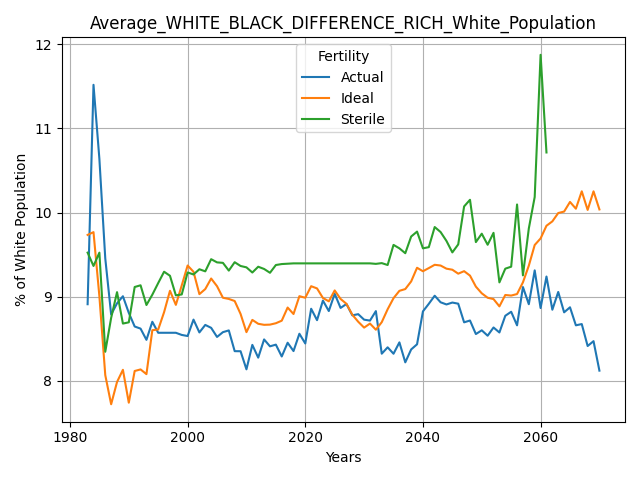 Average_WHITE_BLACK_DIFFERENCE_RICH_White_Population
Fertility
Actual
Ideal
Sterile
% of White Population
12
11
10
9
8
1980
2000
2020
2040
2060
Years